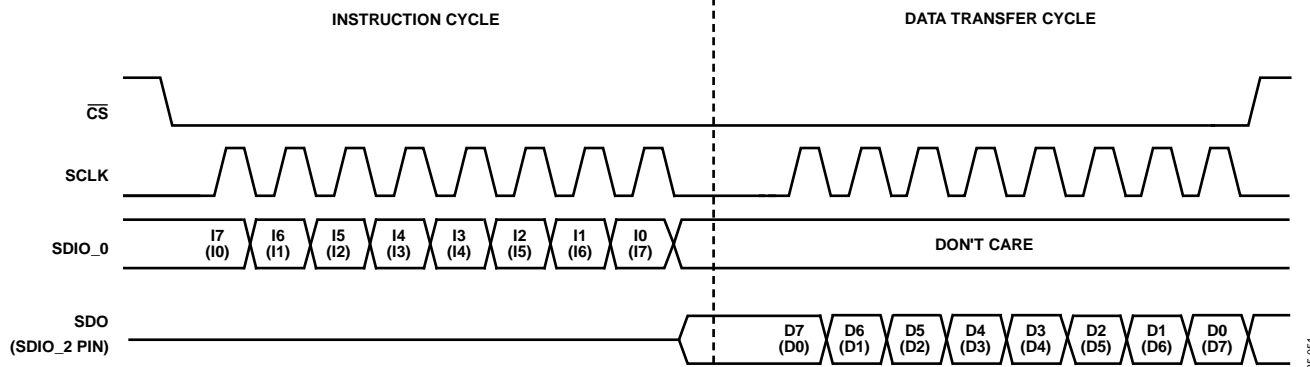 INSTRUCTION CYCLE
DATA TRANSFER CYCLE
CS
SCLK
SDIO_0
I7 I6 I5 I4 I3 I2 I1 I0
(I0) (I1) (I2) (I3) (I4) (I5) (I6) (I7)
DON'T CARE
SDO
(SDIO_2 PIN)
D7 D6 D5 D4 D3 D2 D1 D0
(D0) (D1) (D2) (D3) (D4) (D5) (D6) (D7)